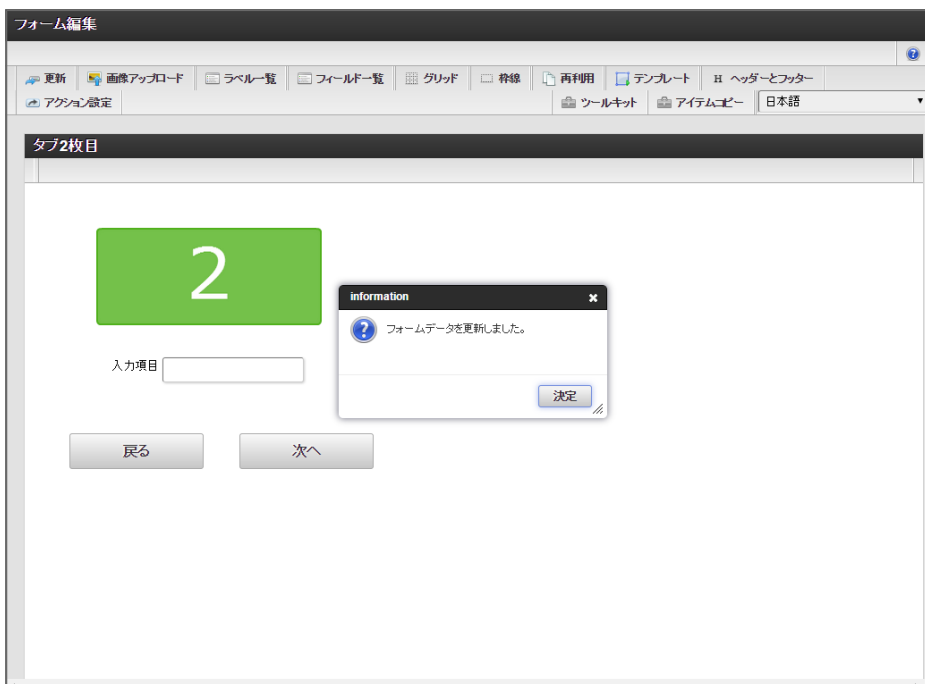 フォーム編集
更新 画像アップロード ラベル一覧 フィールド一覧 グリッド 枠線 再利用 テンプレート H ヘッダーとフッター
アクション設定 ツールキット アイテムコピー 日本語
タブ2枚目
2
information
フォームデータを更新しました。
入力項目
決定
戻る 次へ